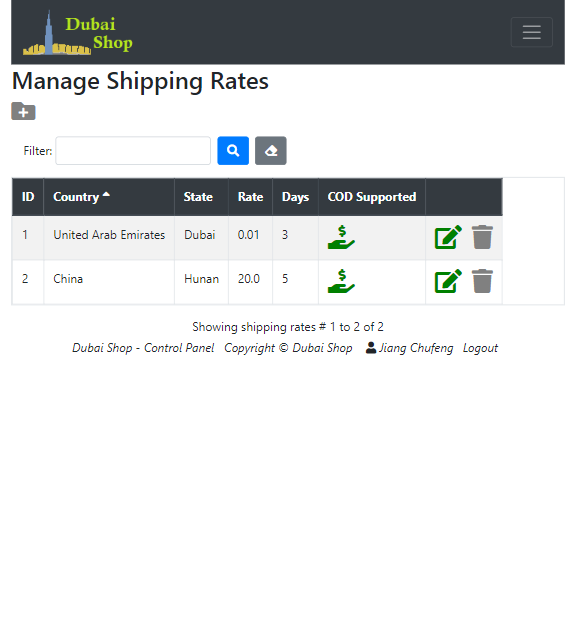 Dubai
Shop
Manage Shipping Rates
Filter:
ID Country State Rate Days COD Supported
1 United Arab Emirates Dubai 0.01 3
2 China Hunan 20.0 5
Showing shipping rates # 1 to 2 of 2
Dubai Shop - Control Panel Copyright © Dubai Shop Jiang Chufeng Logout